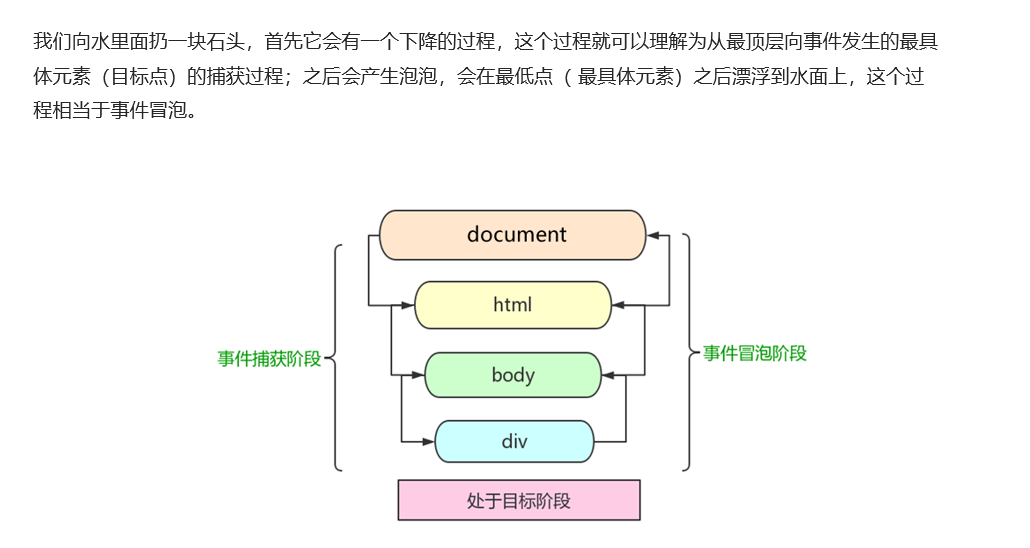 我们向水里面扔一块石头，首先它会有一个下降的过程，这个过程就可以理解为从最顶层向事件发生的最具
体元素（目标点）的捕获过程；之后会产生泡泡，会在最低点（ 最具体元素）之后漂浮到水面上，这个过
程相当于事件冒泡。
document
html
事件捕获阶段
事件冒泡阶段
body
div
处于目标阶段